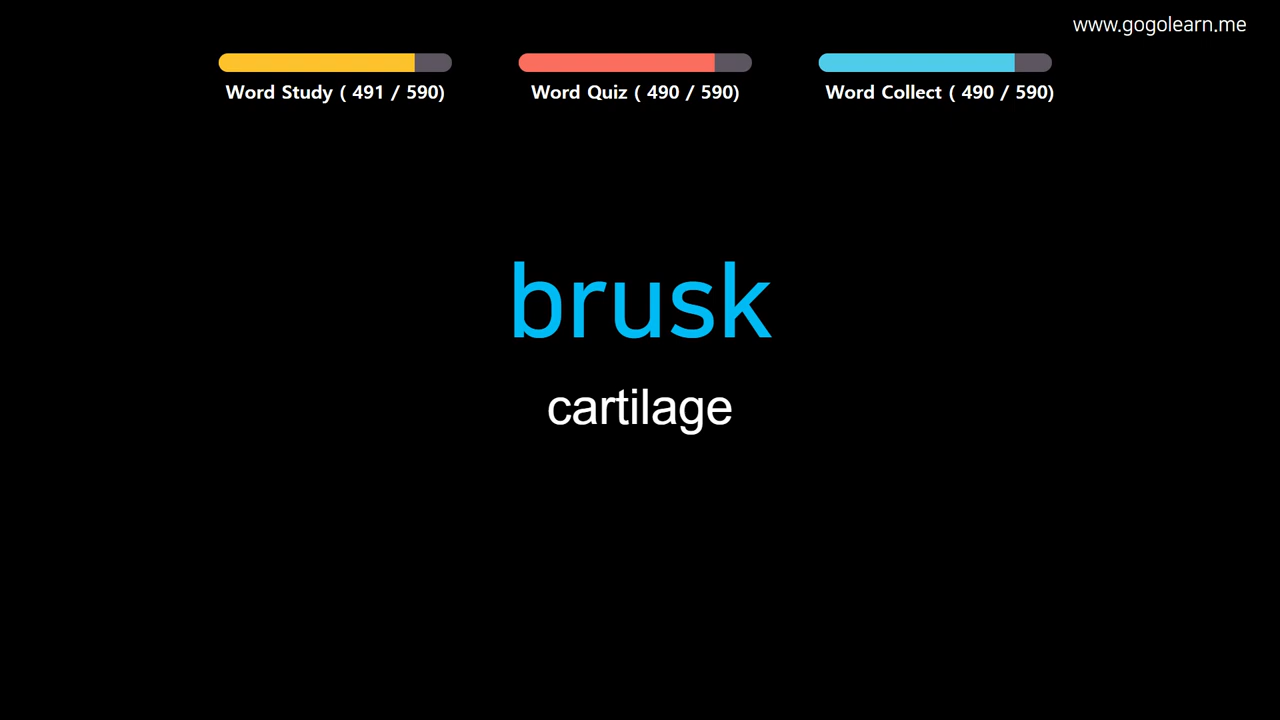 www.gogolearn.me
Word Study ( 491 / 590)
Word Quiz ( 490 / 590)
Word Collect ( 490 / 590)
brusk
cartilage